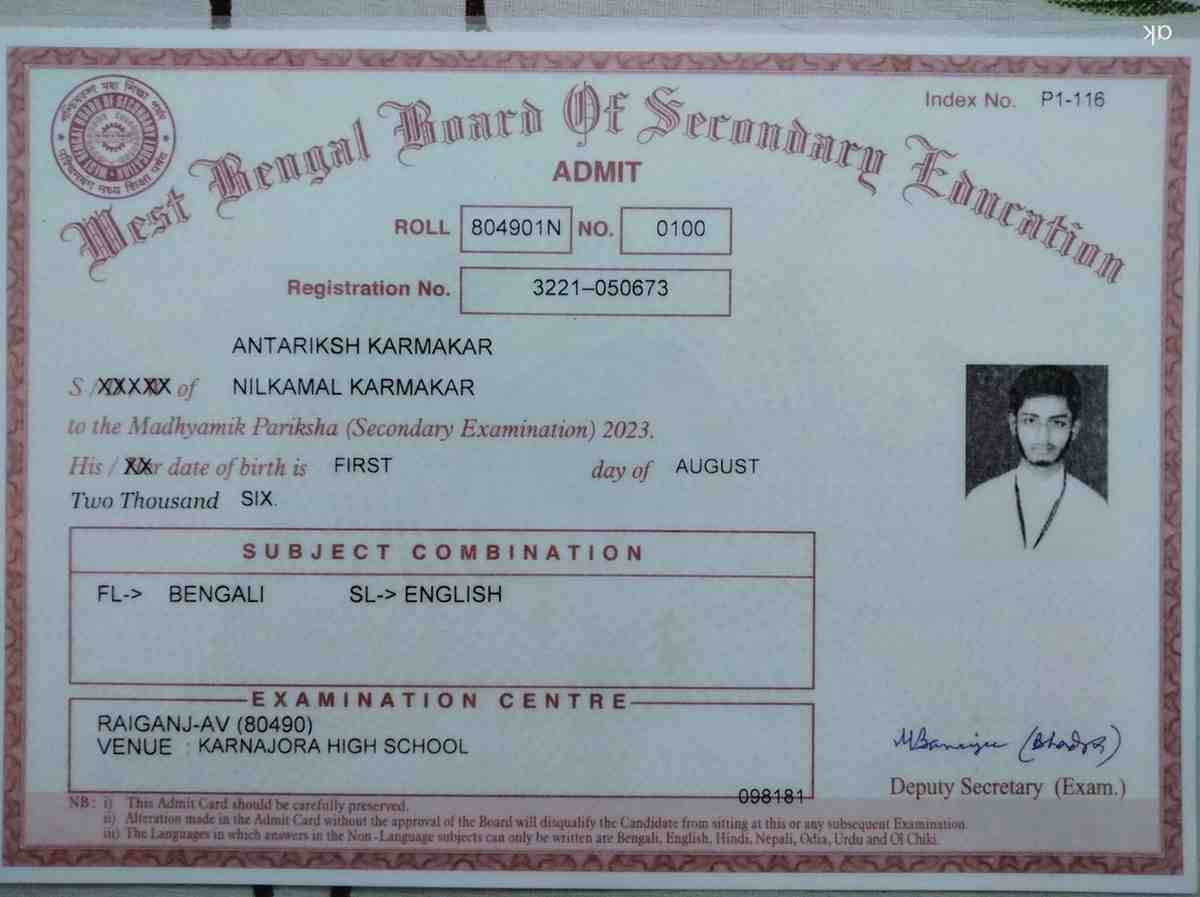 ak
Index No. P1-116
West Bengal Board Of Secondary Education
ADMIT
ROLL 804901N NO. 0100
Registration No. 3221-050673
ANTARIKSH KARMAKAR
S /XXXXX of NILKAMAL KARMAKAR
to the Madhyamik Pariksha (Secondary Examination) 2023.
His / XXr date of birth is FIRST day of AUGUST
Two Thousand SIX.
SUBJECT COMBINATION
FL-> BENGALI SL-> ENGLISH
EXAMINATION CENTRE
RAIGANJ-AV (80490)
VENUE : KARNAJORA HIGH SCHOOL
098181
MBanerjee (Bhadra)
Deputy Secretary (Exam.)
NB : i) This Admit Card should be carefully preserved.
ii) Alteration made in the Admit Card without the approval of the Board will disqualify the Candidate from sitting at this or any subsequent Examination.
iii) The Languages in which answers in the Non-Language subjects can only be written are Bengali, English, Hindi, Nepali, Odia, Urdu and Ol Chiki.